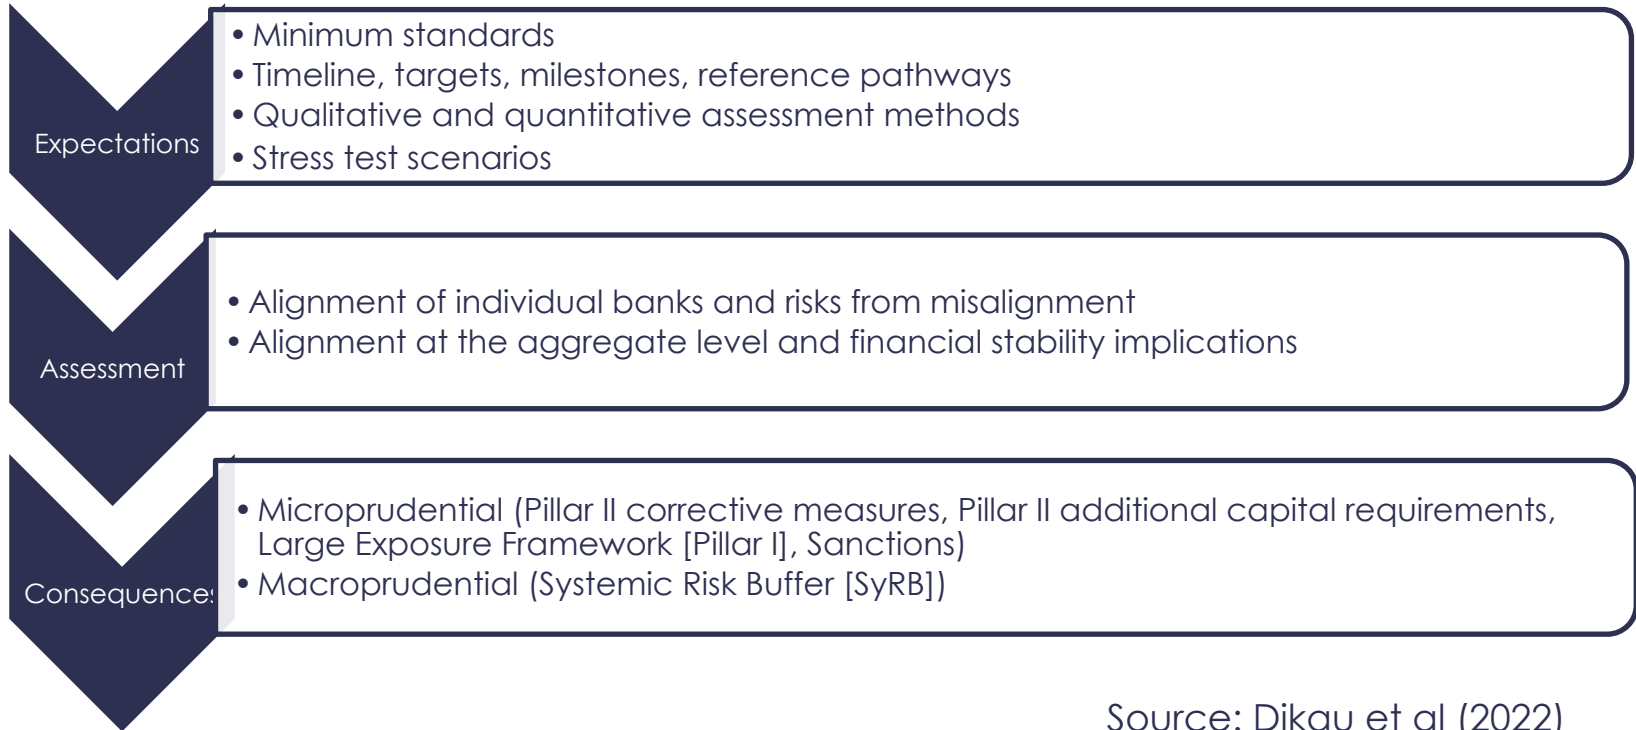 Expectations
• Minimum standards
• Timeline, targets, milestones, reference pathways
• Qualitative and quantitative assessment methods
• Stress test scenarios
Assessment
• Alignment of individual banks and risks from misalignment
• Alignment at the aggregate level and financial stability implications
Consequences
• Microprudential (Pillar II corrective measures, Pillar II additional capital requirements,
Large Exposure Framework [Pillar I], Sanctions)
• Macroprudential (Systemic Risk Buffer [SyRB])
Source: Dikau et al (2022)